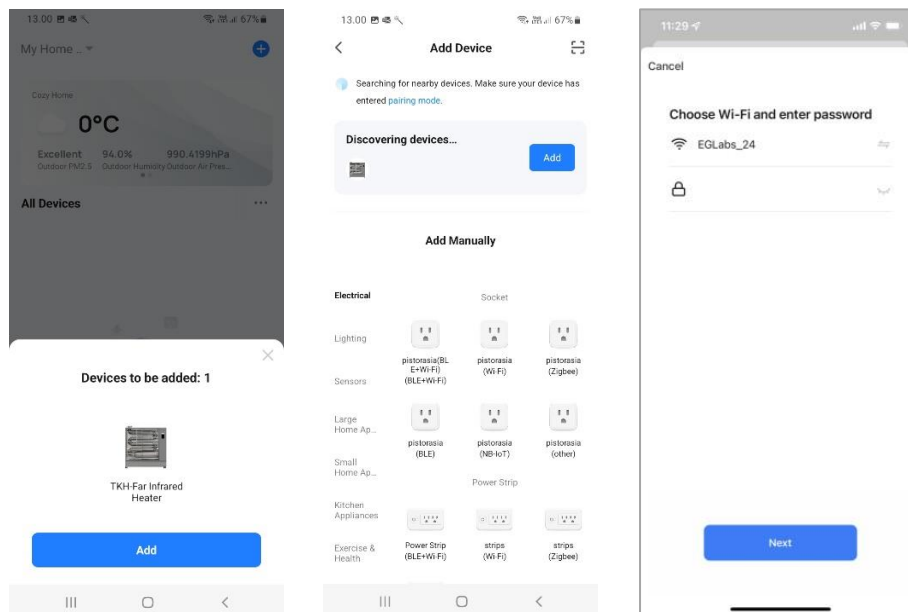 13.00
67%
My Home ..
Cozy Home
0°C
Excellent 94.0% 990.4199hPa
Outdoor PM2.5 Outdoor Humidity Outdoor Air Pres...
All Devices
Devices to be added: 1
TKH-Far Infrared
Heater
Add
13.00
67%
Add Device
Searching for nearby devices. Make sure your device has
entered pairing mode.
Discovering devices...
Add
Add Manually
Electrical
Socket
Lighting
pistorasia(BL
E+Wi-Fi)
(BLE+Wi-Fi)
pistorasia
(Wi-Fi)
pistorasia
(Zigbee)
Sensors
Large
Home Ap...
pistorasia
(BLE)
pistorasia
(NB-IoT)
pistorasia
(other)
Small
Home Ap...
Power Strip
Kitchen
Appliances
Exercise &
Health
Power Strip
(BLE+Wi-Fi)
strips
(Wi-Fi)
strips
(Zigbee)
11:29
Cancel
Choose Wi-Fi and enter password
EGLabs_24
Next